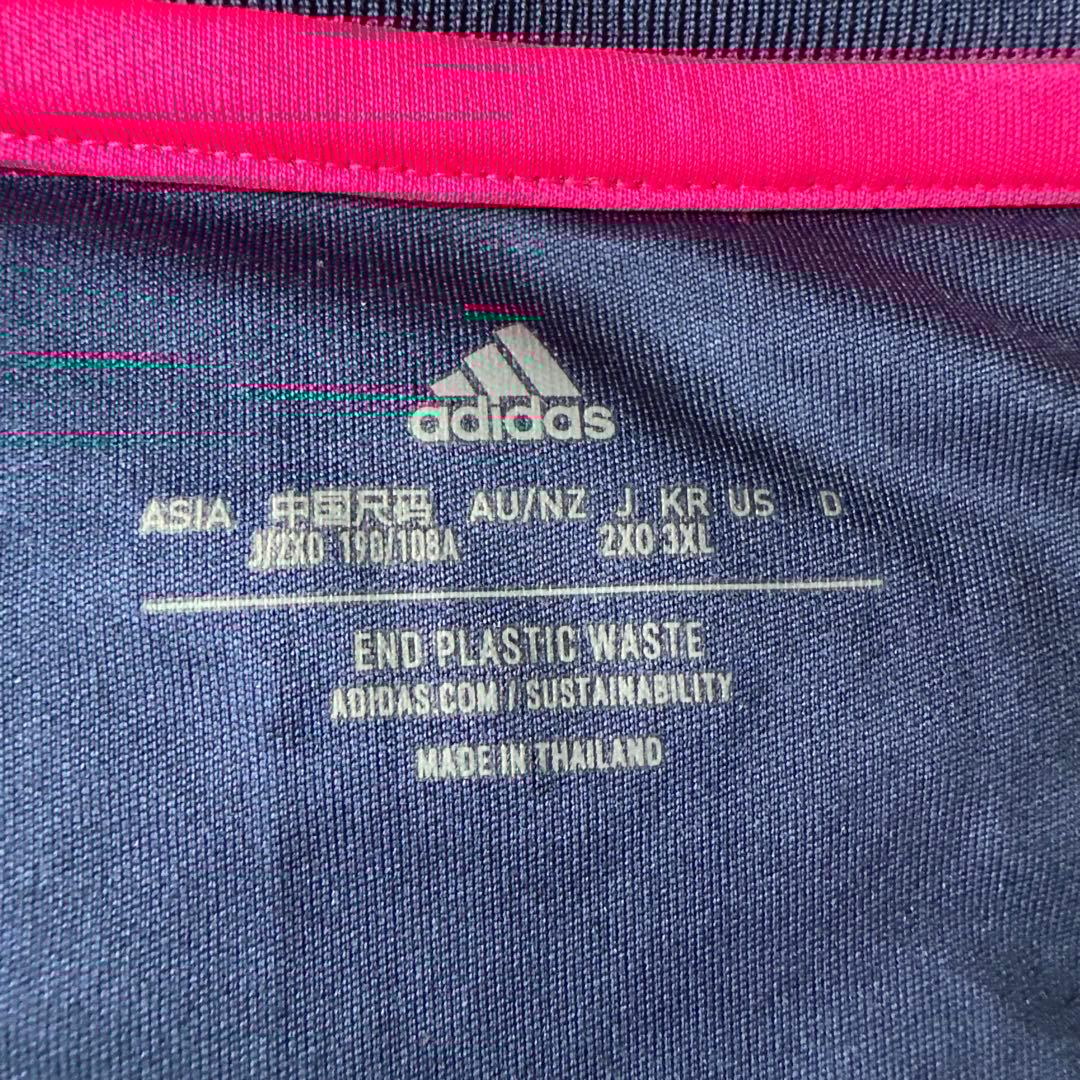 adidas
ASIA 中国尺码 AU/NZ J KR US D
J/2XO 190/108A 2XO 3XL
END PLASTIC WASTE
ADIDAS.COM / SUSTAINABILITY
MADE IN THAILAND